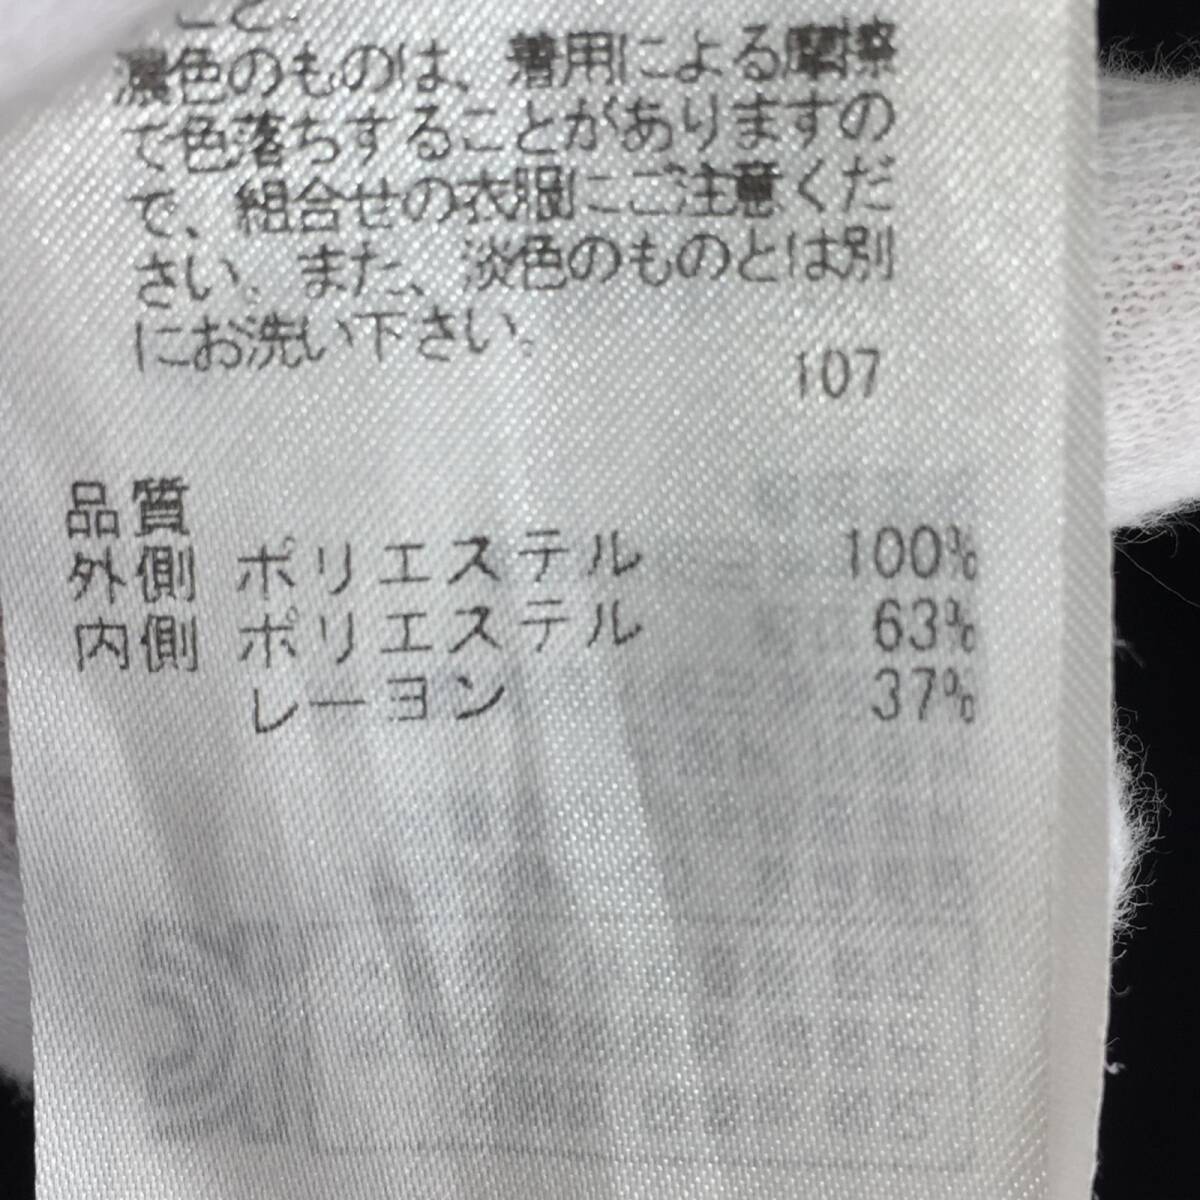 こと。
濃色のものは、着用による摩擦
で色落ちすることがありますの
で、組合せの衣服にご注意くだ
さい。また、淡色のものとは別
にお洗い下さい。
107
品質
外側 ポリエステル 100%
内側 ポリエステル 63%
レーヨン 37%